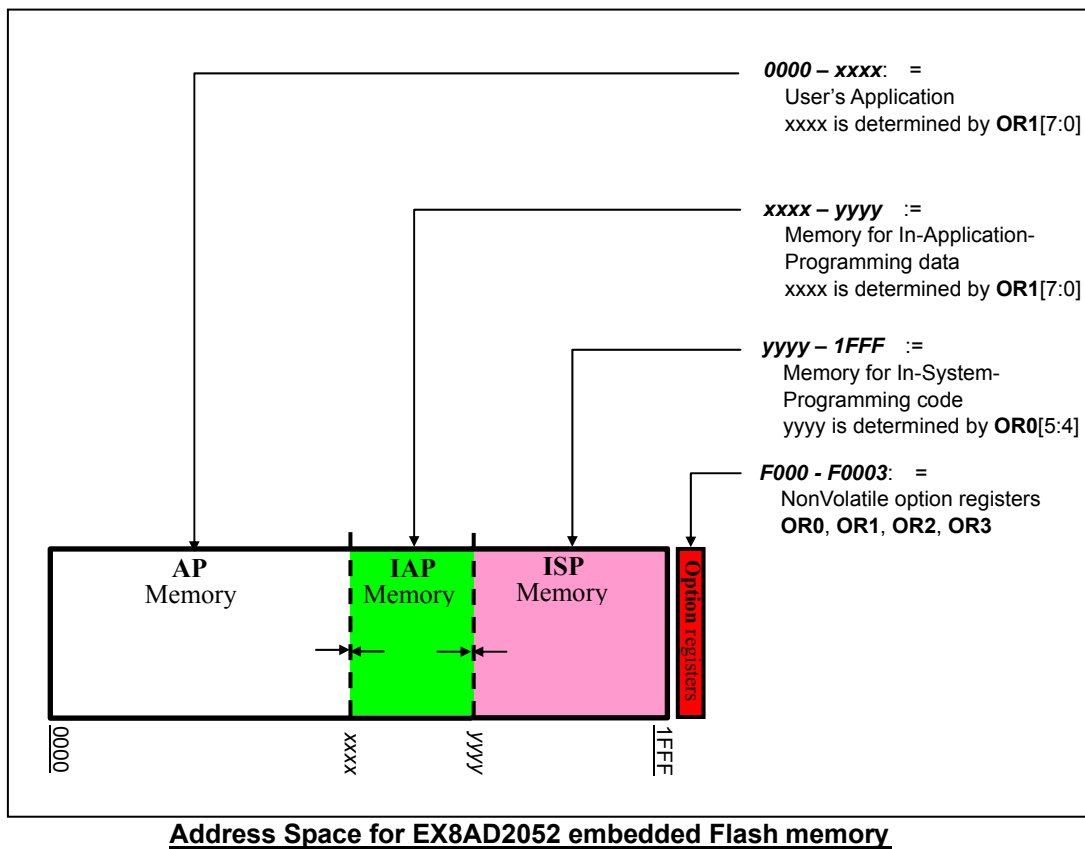 0000 – xxxx: =
User's Application
xxxx is determined by OR1[7:0]
xxxx – yyyy :=
Memory for In-Application-
Programming data
xxxx is determined by OR1[7:0]
yyyy – 1FFF :=
Memory for In-System-
Programming code
yyyy is determined by OR0[5:4]
F000 - F0003: =
NonVolatile option registers
OR0, OR1, OR2, OR3
AP
Memory
IAP
Memory
ISP
Memory
Option registers
0000
xxxx
yyyy
1FFF
Address Space for EX8AD2052 embedded Flash memory